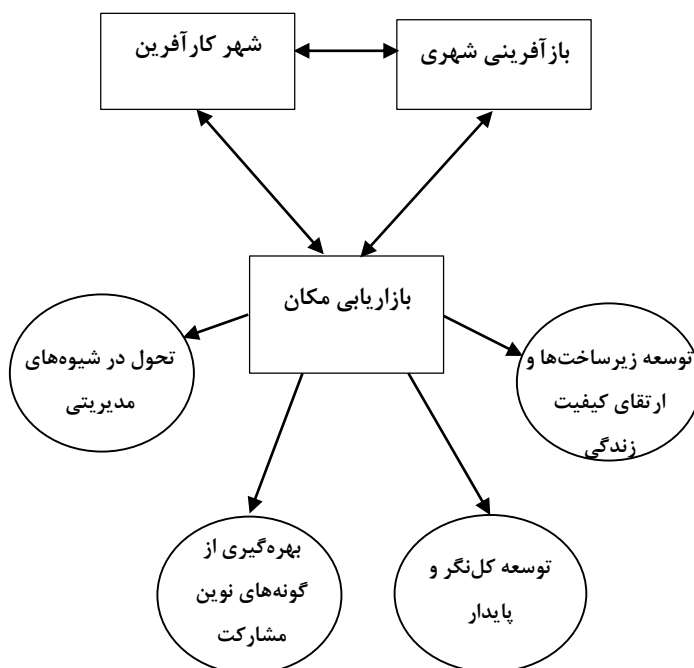 شهر کارآفرین
بازآفرینی شهری
بازاریابی مکان
تحول در شیوه‌های
مدیریتی
توسعه زیرساخت‌ها و
ارتقای کیفیت
زندگی
بهره‌گیری از
گونه‌های نوین
مشارکت
توسعه کل‌نگر و
پایدار